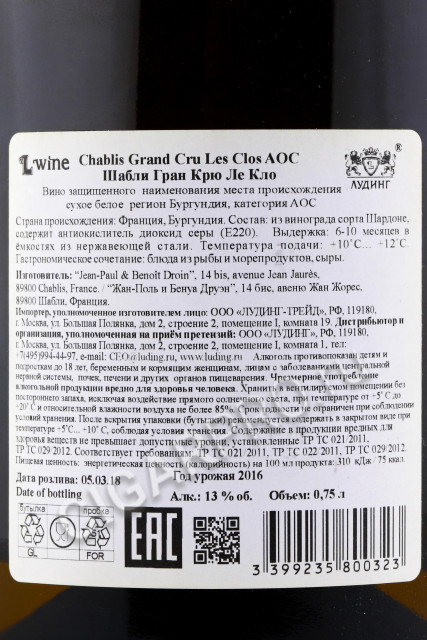 L-wine
Chablis Grand Cru Les Clos AOC
Шабли Гран Крю Ле Кло
ЛУДИНГ
Вино защищенного наименования места происхождения
сухое белое регион Бургундия, категория АОС
Страна происхождения: Франция, Бургундия. Состав: из винограда сорта Шардоне,
содержит антиокислитель диоксид серы (E220). Выдержка: 6-10 месяцев в
ёмкостях из нержавеющей стали. Температура подачи: +10°C... +12°C
Гастрономическое сочетание: блюда из рыбы и морепродуктов, сыры.
Изготовитель: "Jean-Paul & Benoît Droin", 14 bis, avenue Jean Jaurès,
89800 Chablis, France. / "Жан-Поль и Бенуа Друэн", 14 бис, авеню Жан Жорес,
89800 Шабли, Франция.
Импортер, уполномоченное изготовителем лицо: ООО «ЛУДИНГ-ТРЕЙД», РФ, 119180,
г. Москва, ул. Большая Полянка, дом 2, строение 2, помещение I, комната 19. Дистрибьютор и
организация, уполномоченная на приём претензий: ООО «ЛУДИНГ», РФ, 119180,
г. Москва, ул. Большая Полянка, дом 2, строение 2, помещение I, комната 1, тел:
+7(495)994-44-97, e-mail: CEO@luding.ru, www.luding.ru Алкоголь противопоказан детям и
подросткам до 18 лет, беременным и кормящим женщинам, лицам с заболеваниями центральной
нервной системы, почек, печени и других органов пищеварения. Чрезмерное употребление
алкогольной продукции вредно для здоровья человека. Хранить в вентилируемом помещении без
постороннего запаха, исключая воздействие прямого солнечного света, при температуре от +5° C до
+20° C и относительной влажности воздуха не более 85%. Срок годности не ограничен при соблюдении
условий хранения. После вскрытия упаковки (бутылки) хранить в закрытом виде при
температуре +5°C... +10° C, соблюдая условия хранения. Содержание в продукции вредных для
здоровья веществ не превышает допустимые нормы, установленные ТР ТС 021/2011,
ТР ТС 029/2012. Соответствует требованиям: ТР ТС 021/2011, ТР ТС 022/2011, ТР ТС 029/2012.
Пищевая ценность: энергетическая ценность (калорийность) на 100 мл продукта: 310 кДж / 75 ккал.
Дата розлива: 05.03.18
Год урожая 2016
Date of bottling
Алк.: 13 % об.
Объем: 0,75 л
бутылка
пробка
GL
FOR
EAC
3 399235 800323